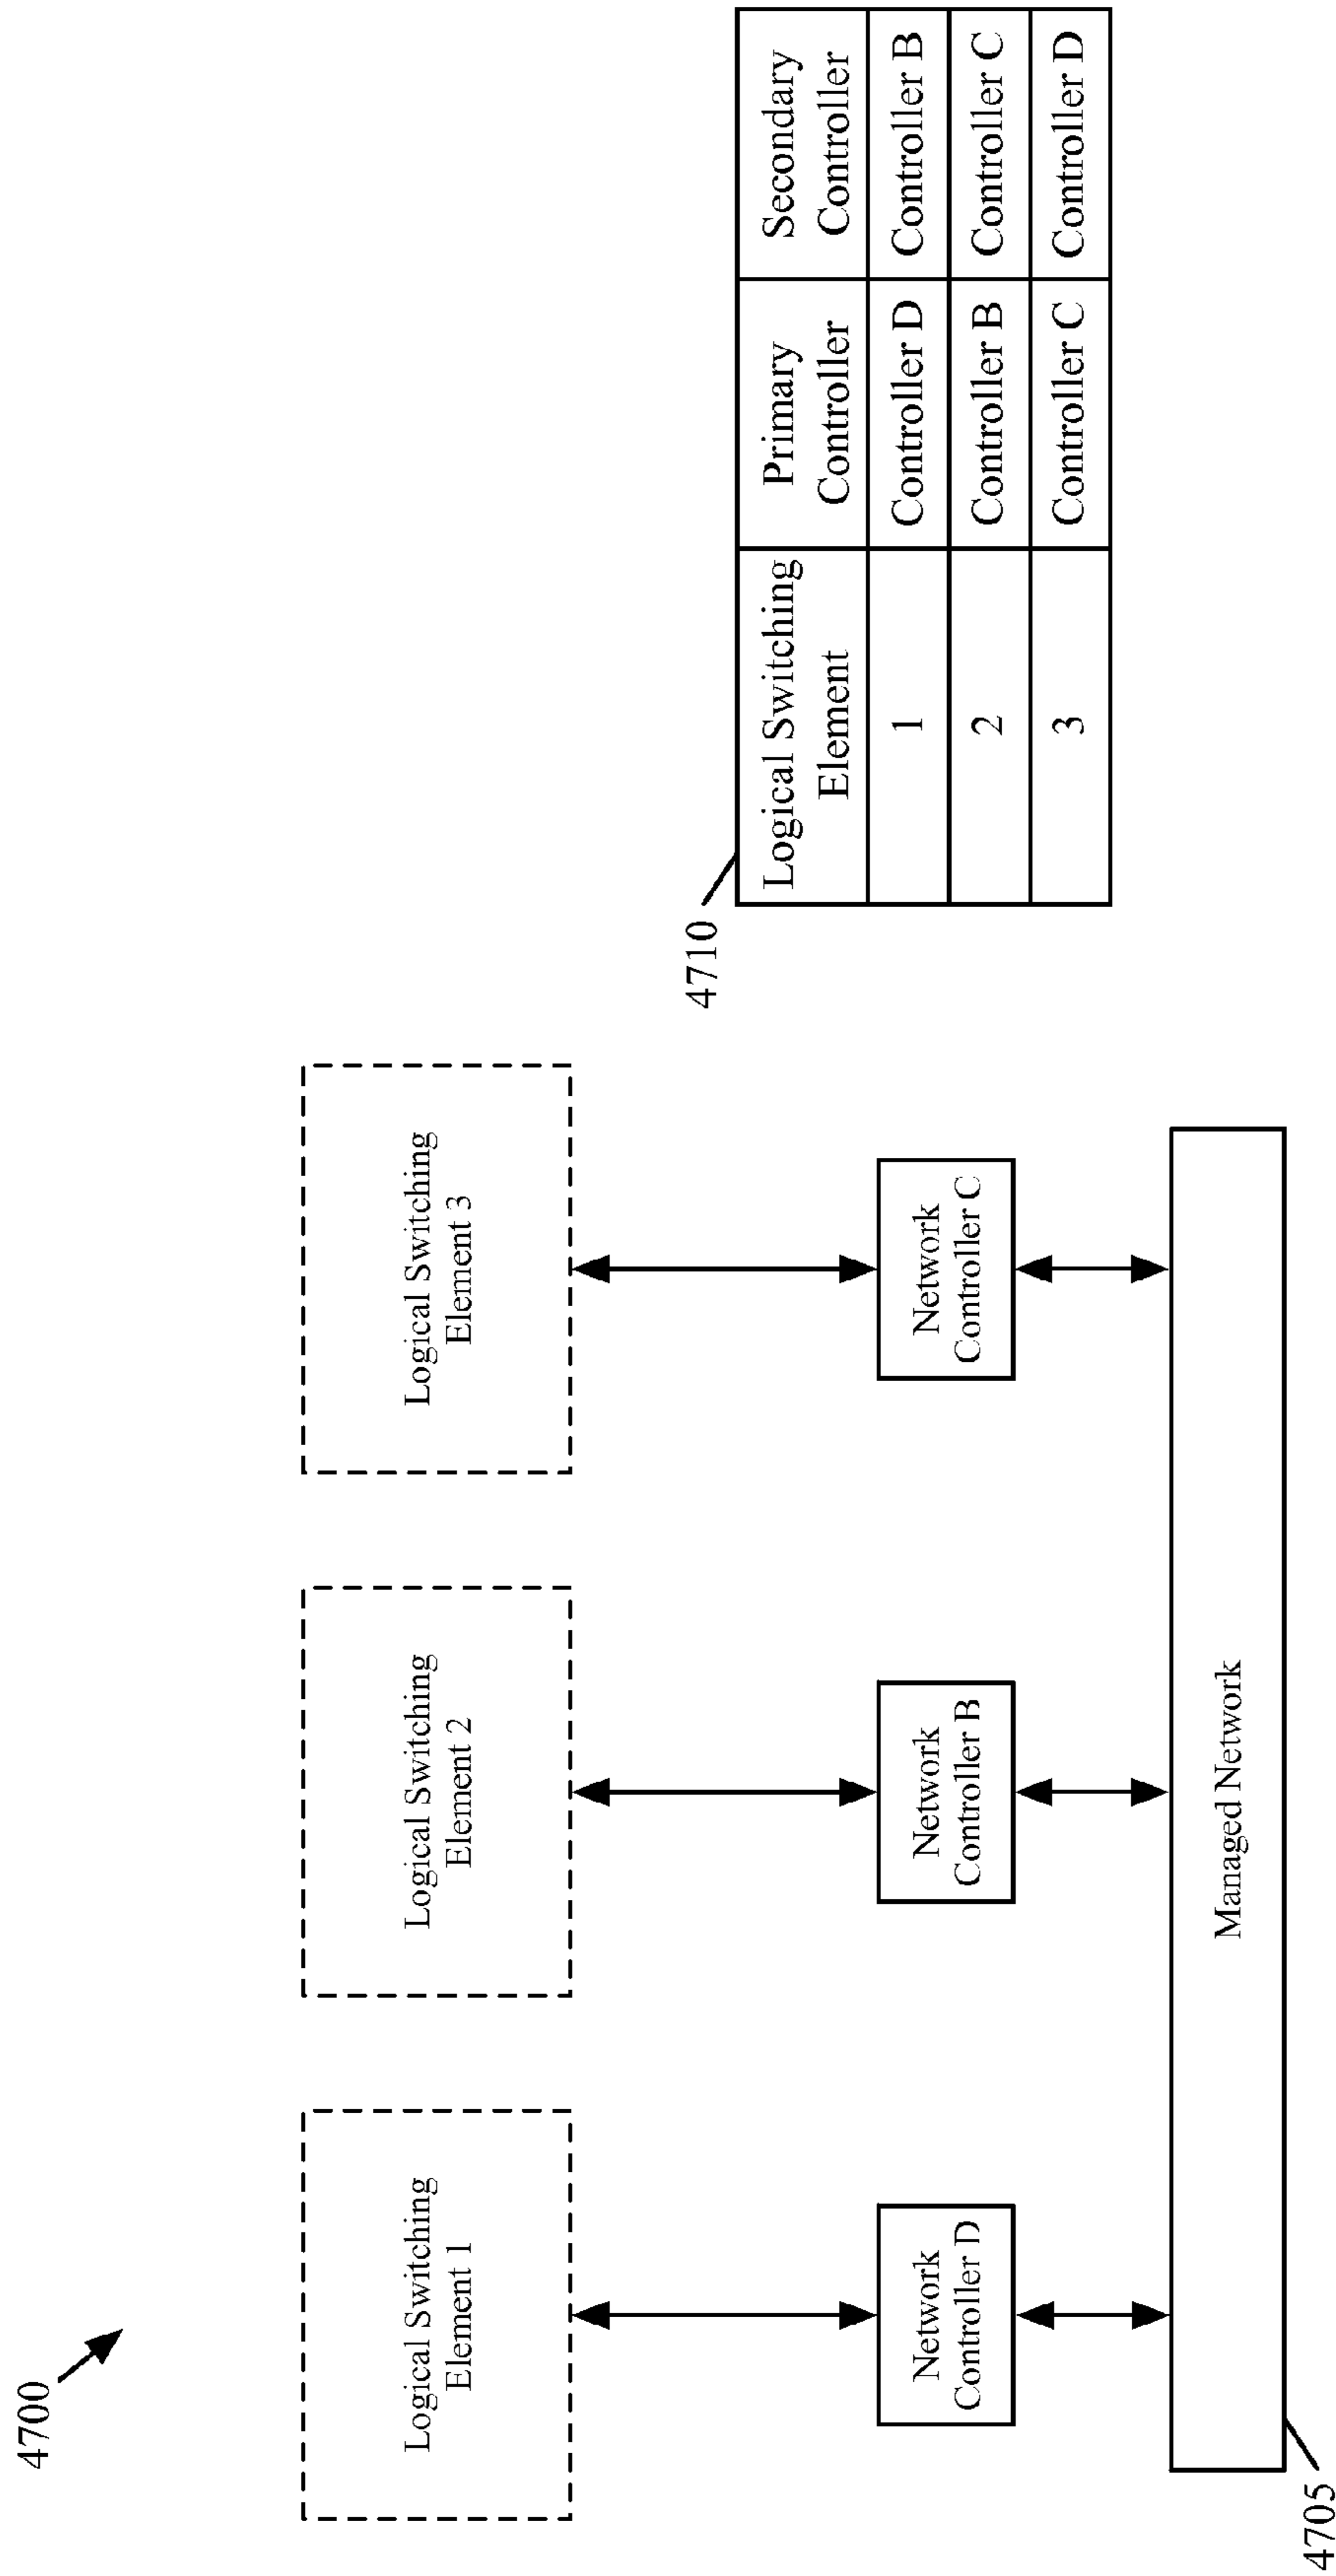 4700
Logical Switching
Element 1
Logical Switching
Element 2
Logical Switching
Element 3
Network
Controller D
Network
Controller B
Network
Controller C
Managed Network
4705
4710
Logical Switching
Element
Primary
Controller
Secondary
Controller
1
Controller D
Controller B
2
Controller B
Controller C
3
Controller C
Controller D